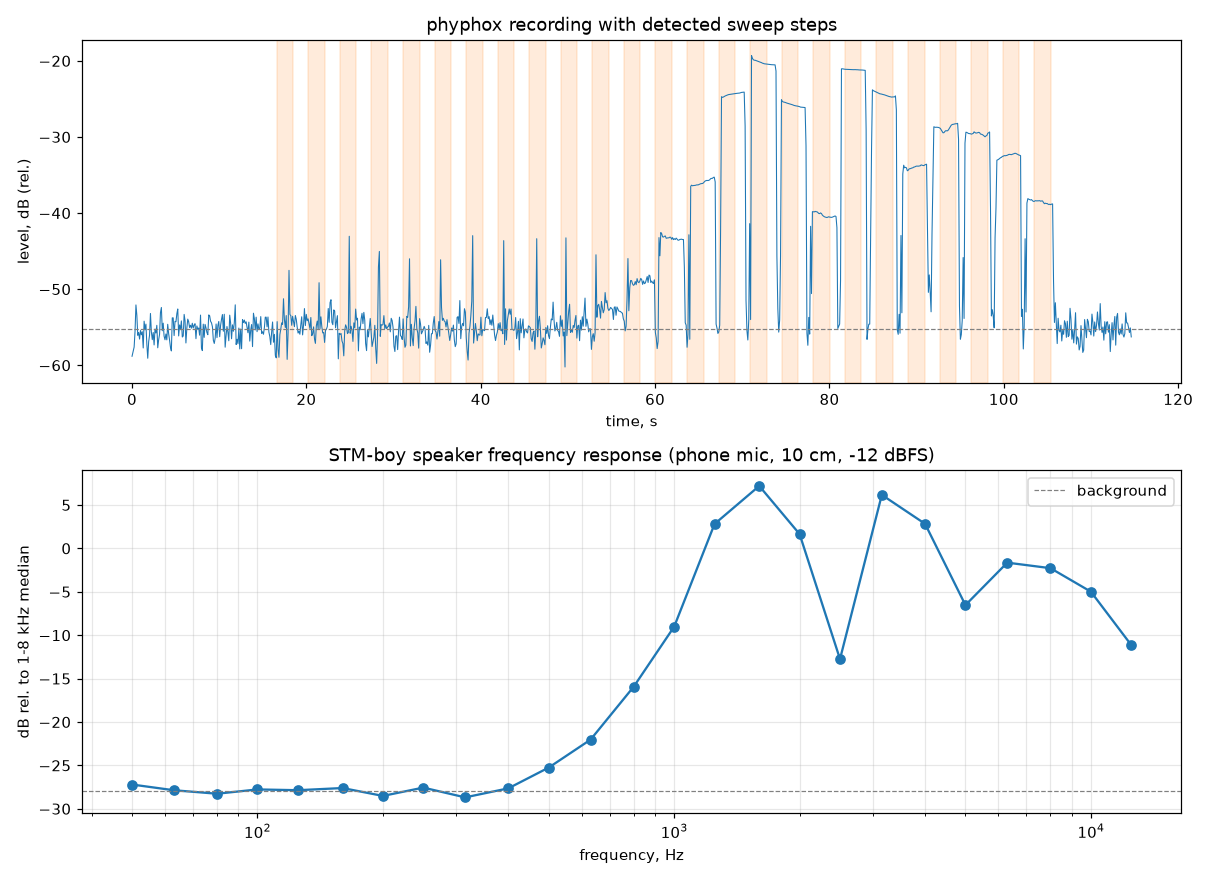 phyphox recording with detected sweep steps
level, dB (rel.)
−20
−30
−40
−50
−60
0 20 40 60 80 100 120
time, s
STM-boy speaker frequency response (phone mic, 10 cm, -12 dBFS)
background
dB rel. to 1-8 kHz median
5
0
−5
−10
−15
−20
−25
−30
10² 10³ 10⁴
frequency, Hz